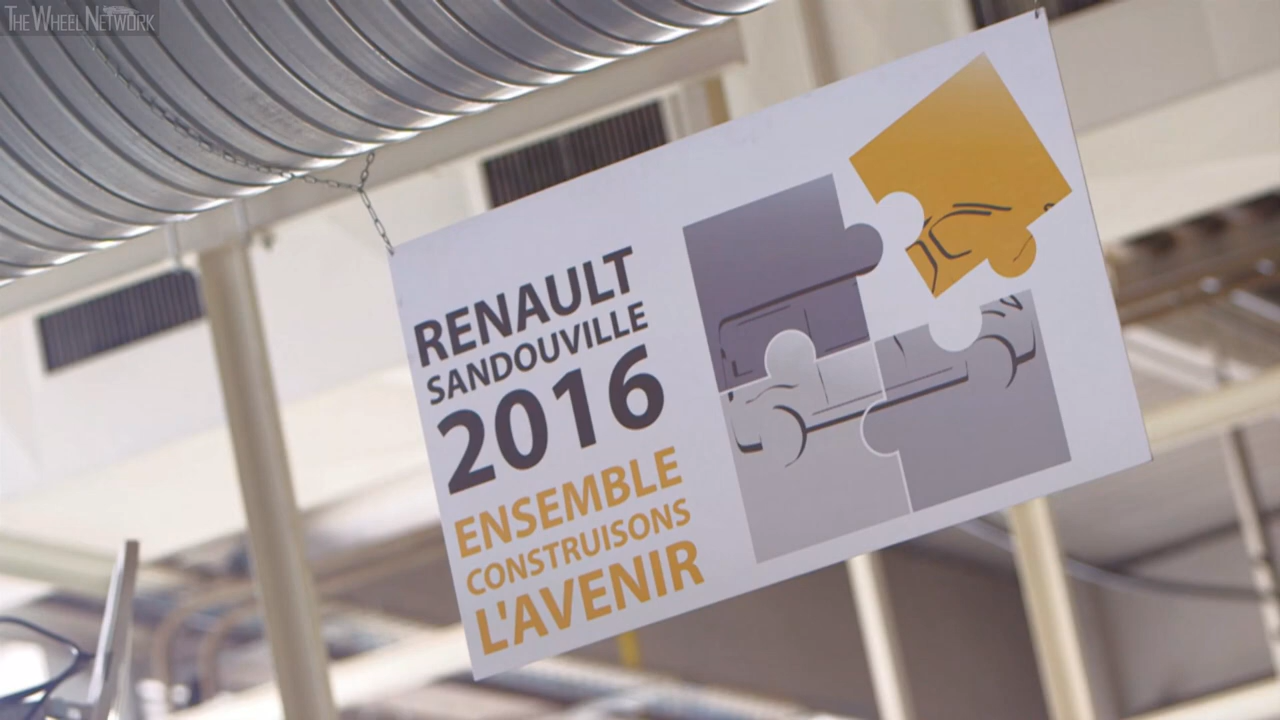 THE WHEEL NETWORK
RENAULT
SANDOUVILLE
2016
ENSEMBLE
CONSTRUISONS
L'AVENIR